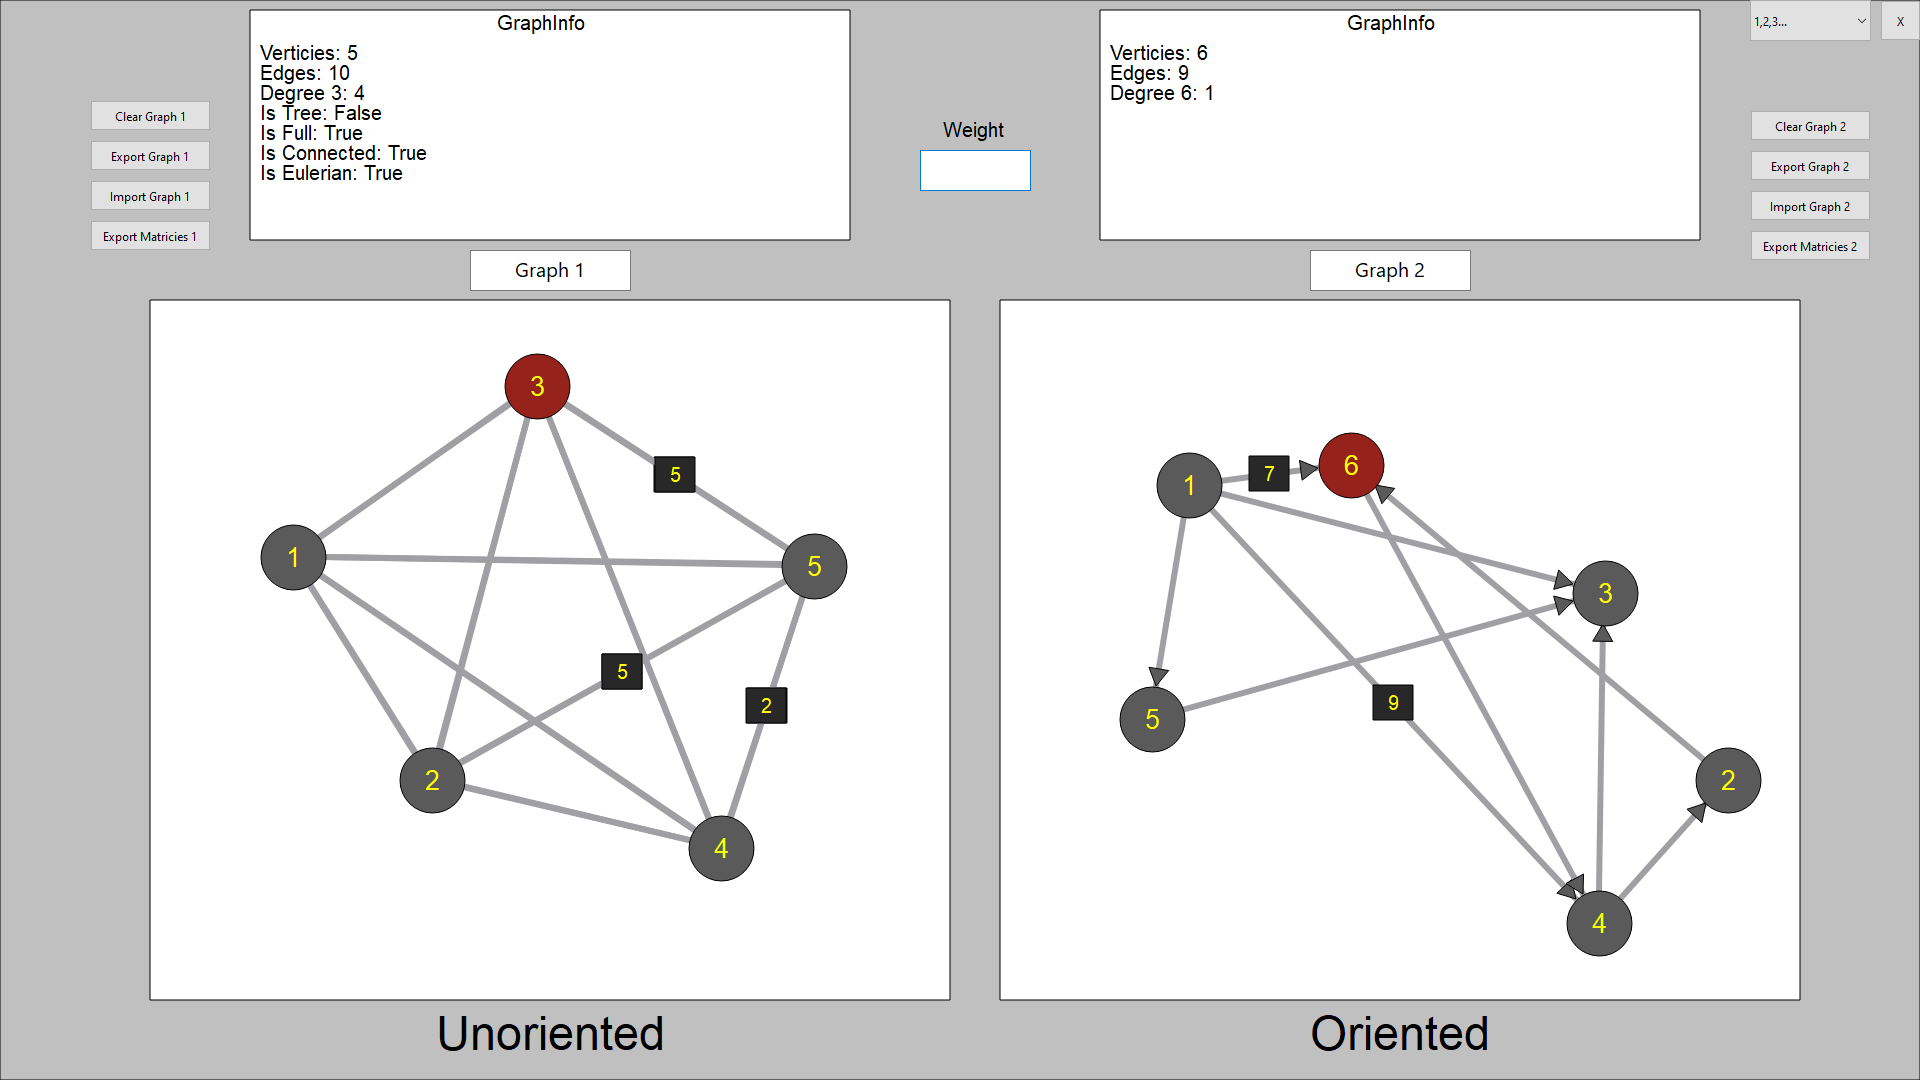 GraphInfo
Verticies: 5
Edges: 10
Degree 3: 4
Is Tree: False
Is Full: True
Is Connected: True
Is Eulerian: True
Clear Graph 1
Export Graph 1
Import Graph 1
Export Matricies 1
Weight
GraphInfo
Verticies: 6
Edges: 9
Degree 6: 1
1,2,3...
X
Clear Graph 2
Export Graph 2
Import Graph 2
Export Matricies 2
Graph 1
Graph 2
3
5
1
5
5
2
2
4
1
7
6
3
5
9
2
4
Unoriented
Oriented